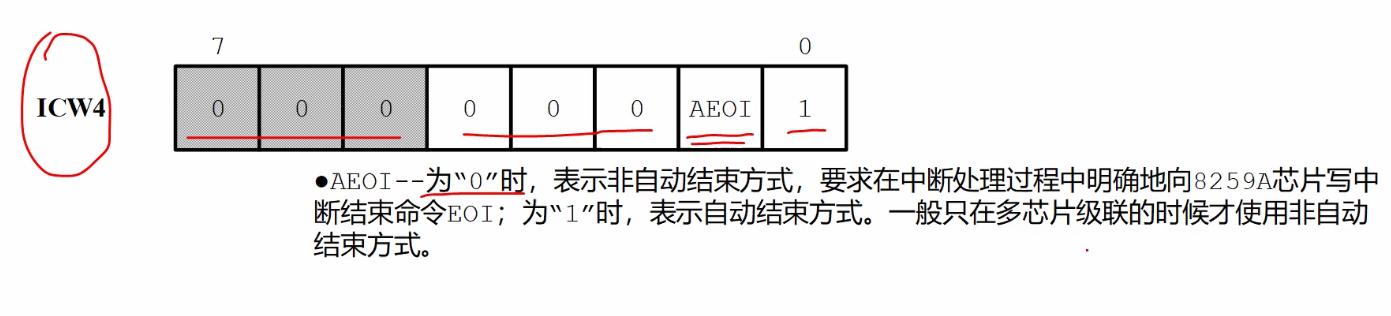 7 0
ICW4 0 0 0 0 0 0 AEOI 1
●AEOI--为“0”时，表示非自动结束方式，要求在中断处理过程中明确地向8259A芯片写中
断结束命令EOI；为“1”时，表示自动结束方式。一般只在多芯片级联的时候才使用非自动
结束方式。